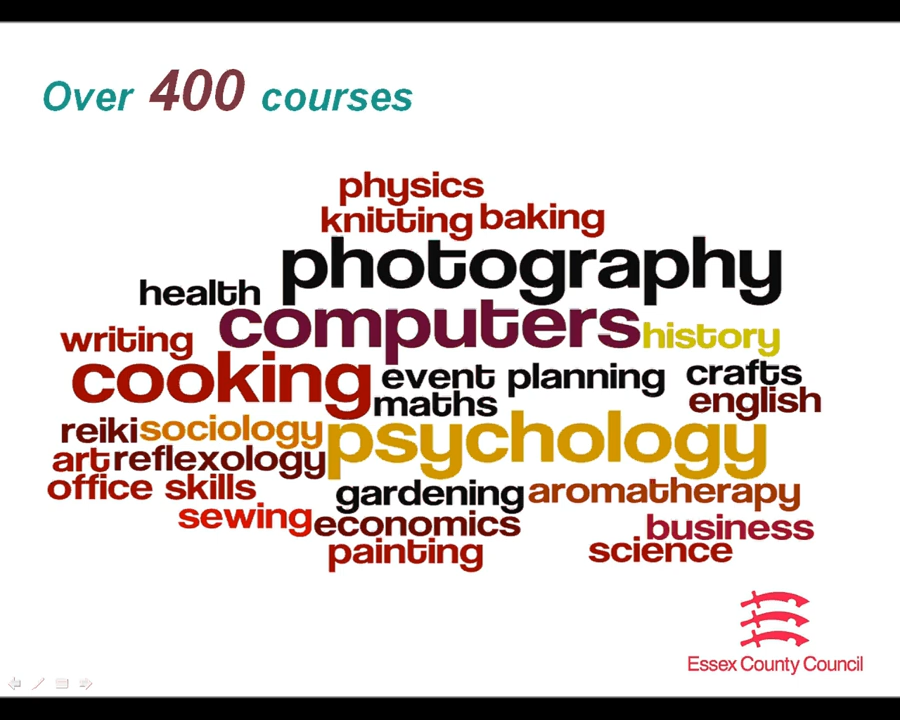 Over 400 courses
physics
knitting baking
photography
health
computers
writing
history
cooking
event planning
crafts
maths
english
reiki sociology
psychology
art reflexology
office skills
gardening aromatherapy
sewing economics
business
painting
science
Essex County Council